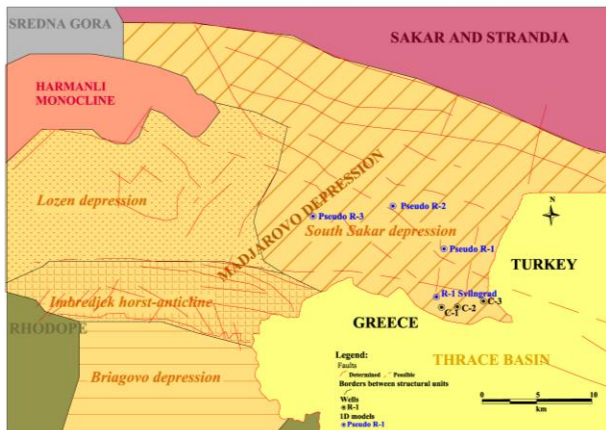 SREDNA GORA
SAKAR AND STRANDJA
HARMANLI
MONOCLINE
Lozen depression
MADJAROVO DEPRESSION
Pseudo R-2
Pseudo R-3
South Sakar depression
N
Pseudo R-1
TURKEY
Imbredjek horst-anticline
R-1 Svilngrad
C-3
C-2
C-1
RHODOPE
GREECE
THRACE BASIN
Briagovo depression
Legend:
Faults
Determined Possible
Borders between structural units
Wells
R-1
1D models
Pseudo R-1
0 5 10
km